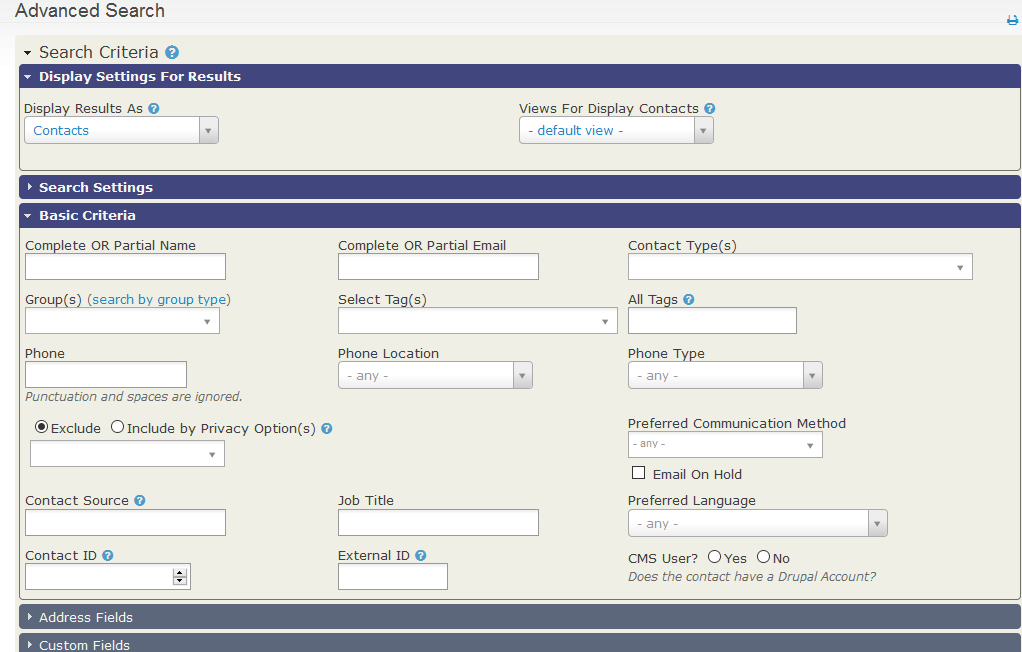 Advanced Search
Search Criteria
Display Settings For Results
Display Results As Views For Display Contacts
Contacts - default view -
Search Settings
Basic Criteria
Complete OR Partial Name Complete OR Partial Email Contact Type(s)
Group(s) (search by group type) Select Tag(s) All Tags
Phone Phone Location Phone Type
- any - - any -
Punctuation and spaces are ignored.
Exclude Include by Privacy Option(s) Preferred Communication Method
- any -
Email On Hold
Contact Source Job Title Preferred Language
- any -
Contact ID External ID CMS User? Yes No
Does the contact have a Drupal Account?
Address Fields
Custom Fields